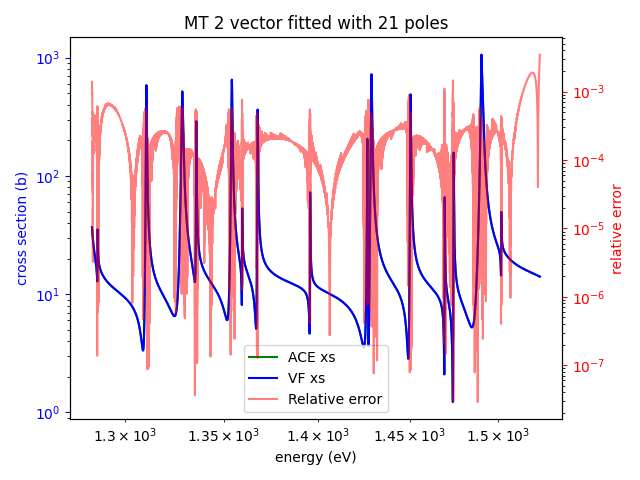 MT 2 vector fitted with 21 poles
10³
10²
10¹
10⁰
cross section (b)
10⁻³
10⁻⁴
10⁻⁵
10⁻⁶
10⁻⁷
relative error
ACE xs
VF xs
Relative error
1.3 × 10³ 1.35 × 10³ 1.4 × 10³ 1.45 × 10³ 1.5 × 10³
energy (eV)